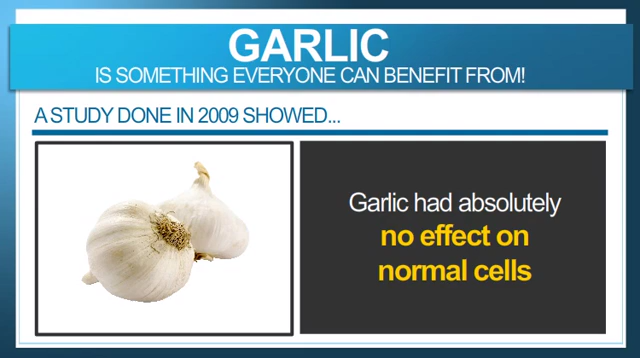 GARLIC
IS SOMETHING EVERYONE CAN BENEFIT FROM!
A STUDY DONE IN 2009 SHOWED...
Garlic had absolutely
no effect on
normal cells